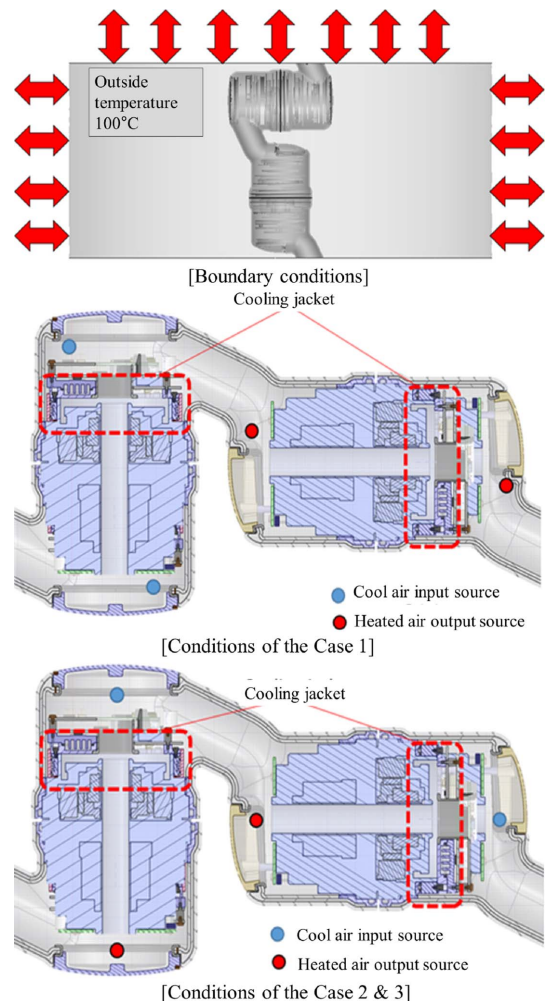 Outside
temperature
100°C
[Boundary conditions]
Cooling jacket
Cool air input source
Heated air output source
[Conditions of the Case 1]
Cooling jacket
Cool air input source
Heated air output source
[Conditions of the Case 2 & 3]